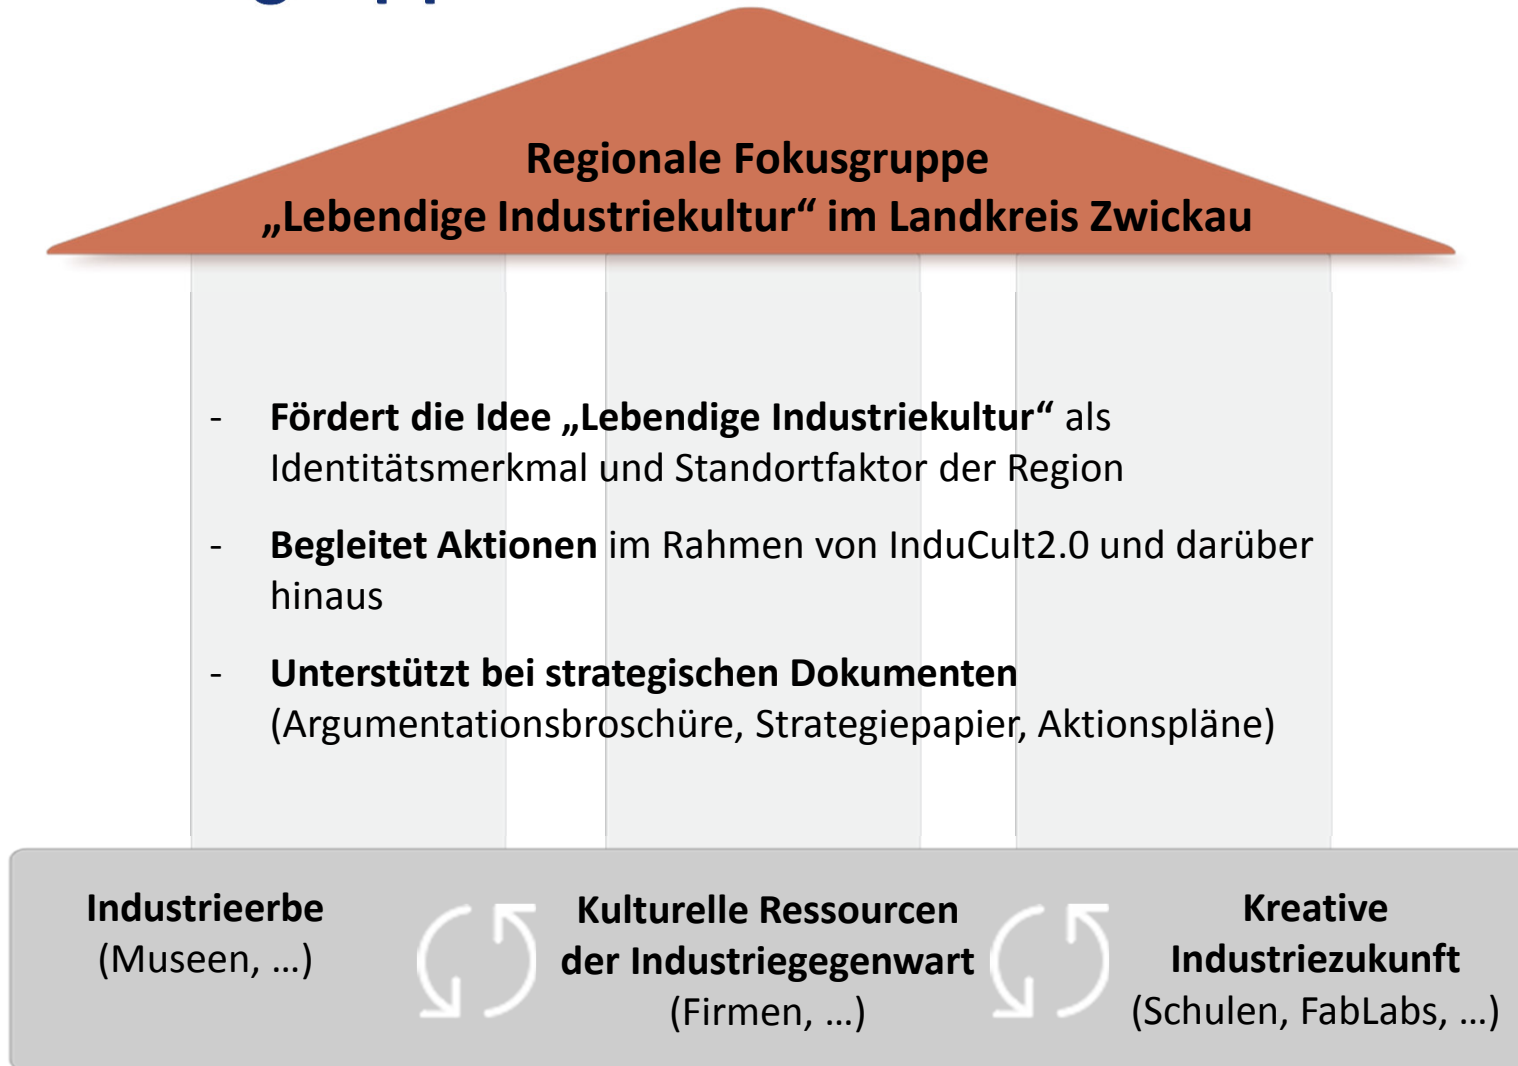 Regionale Fokusgruppe
„Lebendige Industriekultur“ im Landkreis Zwickau
- Fördert die Idee „Lebendige Industriekultur“ als
Identitätsmerkmal und Standortfaktor der Region
- Begleitet Aktionen im Rahmen von InduCult2.0 und darüber
hinaus
- Unterstützt bei strategischen Dokumenten
(Argumentationsbroschüre, Strategiepapier, Aktionspläne)
Industrieerbe
(Museen, …)
Kulturelle Ressourcen
der Industriegegenwart
(Firmen, …)
Kreative
Industriezukunft
(Schulen, FabLabs, …)